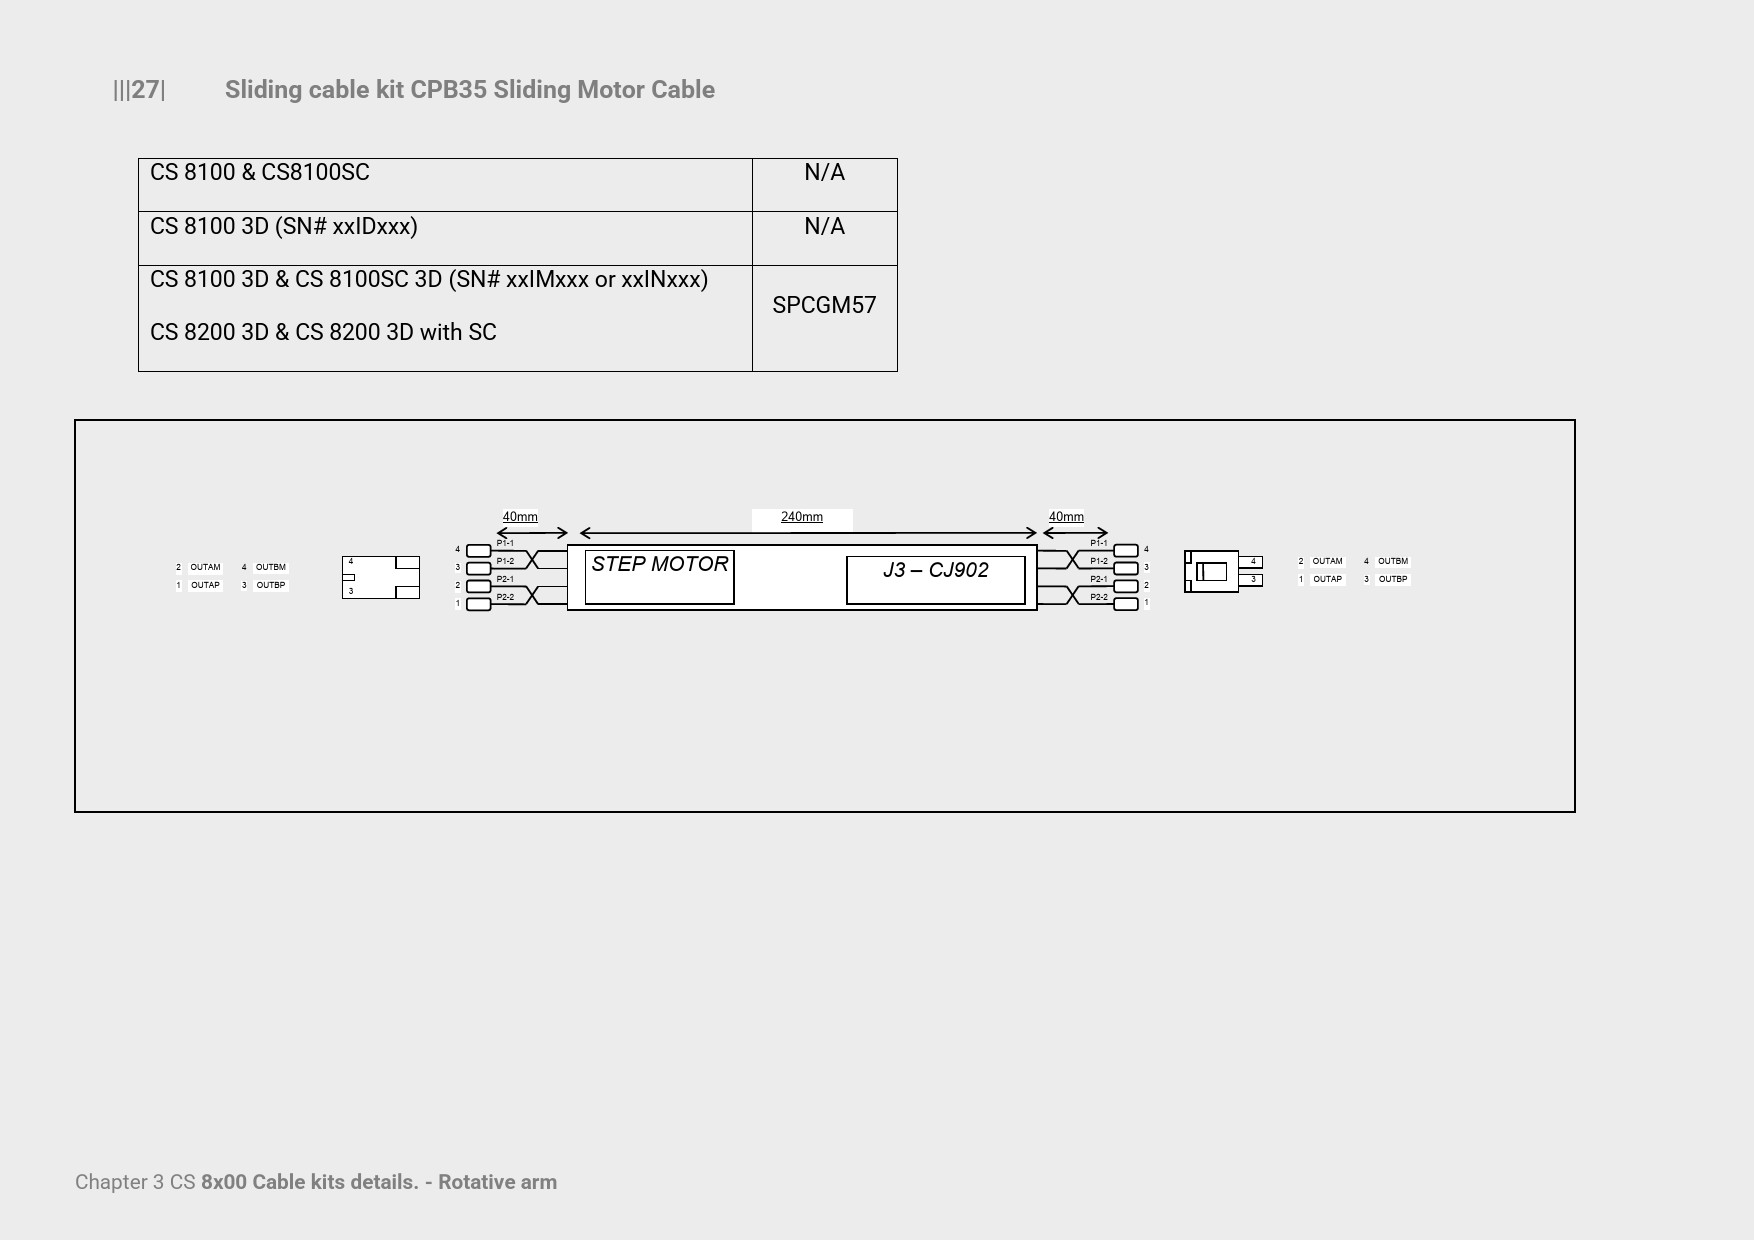 |||27| Sliding cable kit CPB35 Sliding Motor Cable
CS 8100 & CS8100SC N/A
CS 8100 3D (SN# xxIDxxx) N/A
CS 8100 3D & CS 8100SC 3D (SN# xxIMxxx or xxINxxx)
SPCGM57
CS 8200 3D & CS 8200 3D with SC
40mm 240mm 40mm
4 P1-1 P1-1 4
3 P1-2 P1-2 3
2 P2-1 P2-1 2
1 P2-2 P2-2 1
STEP MOTOR J3 – CJ902
2 OUTAM 4 OUTBM
1 OUTAP 3 OUTBP
4
3
4
3
2 OUTAM 4 OUTBM
1 OUTAP 3 OUTBP
Chapter 3 CS 8x00 Cable kits details. - Rotative arm